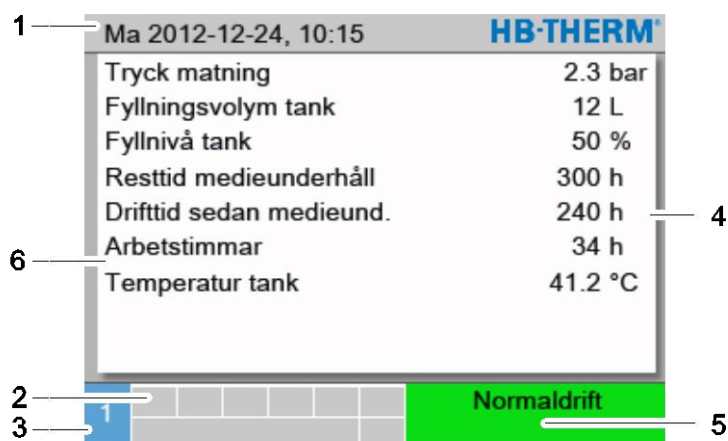 1 Ma 2012-12-24, 10:15 HB-THERM®
Tryck matning 2.3 bar
Fyllningsvolym tank 12 L
Fyllnivå tank 50 %
Resttid medieunderhåll 300 h
Drifttid sedan medieund. 240 h 4
Arbetstimmar 34 h
6
Temperatur tank 41.2 °C
2 1 Normaldrift
3 5